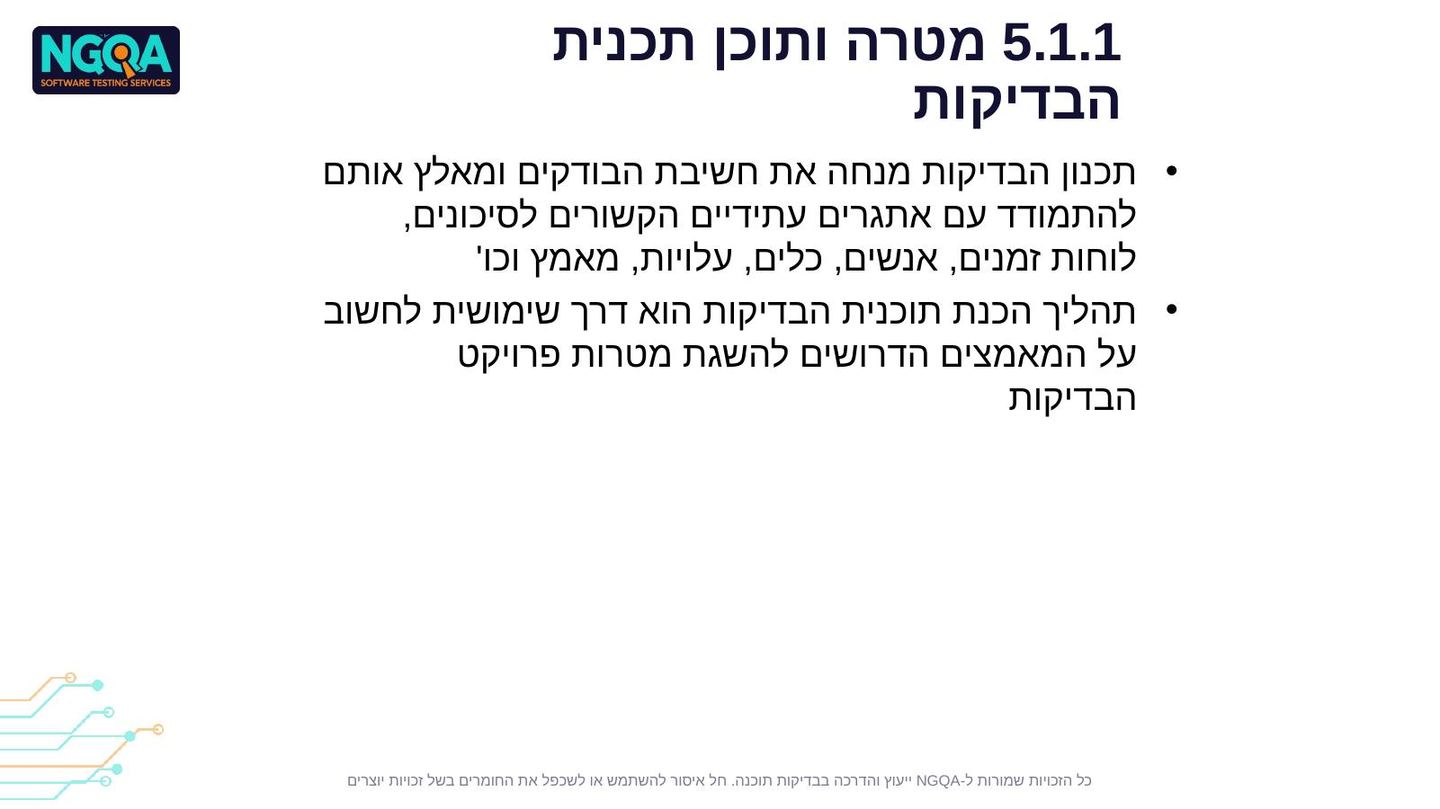 NGQA
SOFTWARE TESTING SERVICES
5.1.1 מטרה ותוכן תכנית
הבדיקות
• תכנון הבדיקות מנחה את חשיבת הבודקים ומאלץ אותם
להתמודד עם אתגרים עתידיים הקשורים לסיכונים,
לוחות זמנים, אנשים, כלים, עלויות, מאמץ וכו'
• תהליך הכנת תוכנית הבדיקות הוא דרך שימושית לחשוב
על המאמצים הדרושים להשגת מטרות פרויקט
הבדיקות
כל הזכויות שמורות ל-NGQA ייעוץ והדרכה בבדיקות תוכנה. חל איסור להשתמש או לשכפל את החומרים בשל זכויות יוצרים